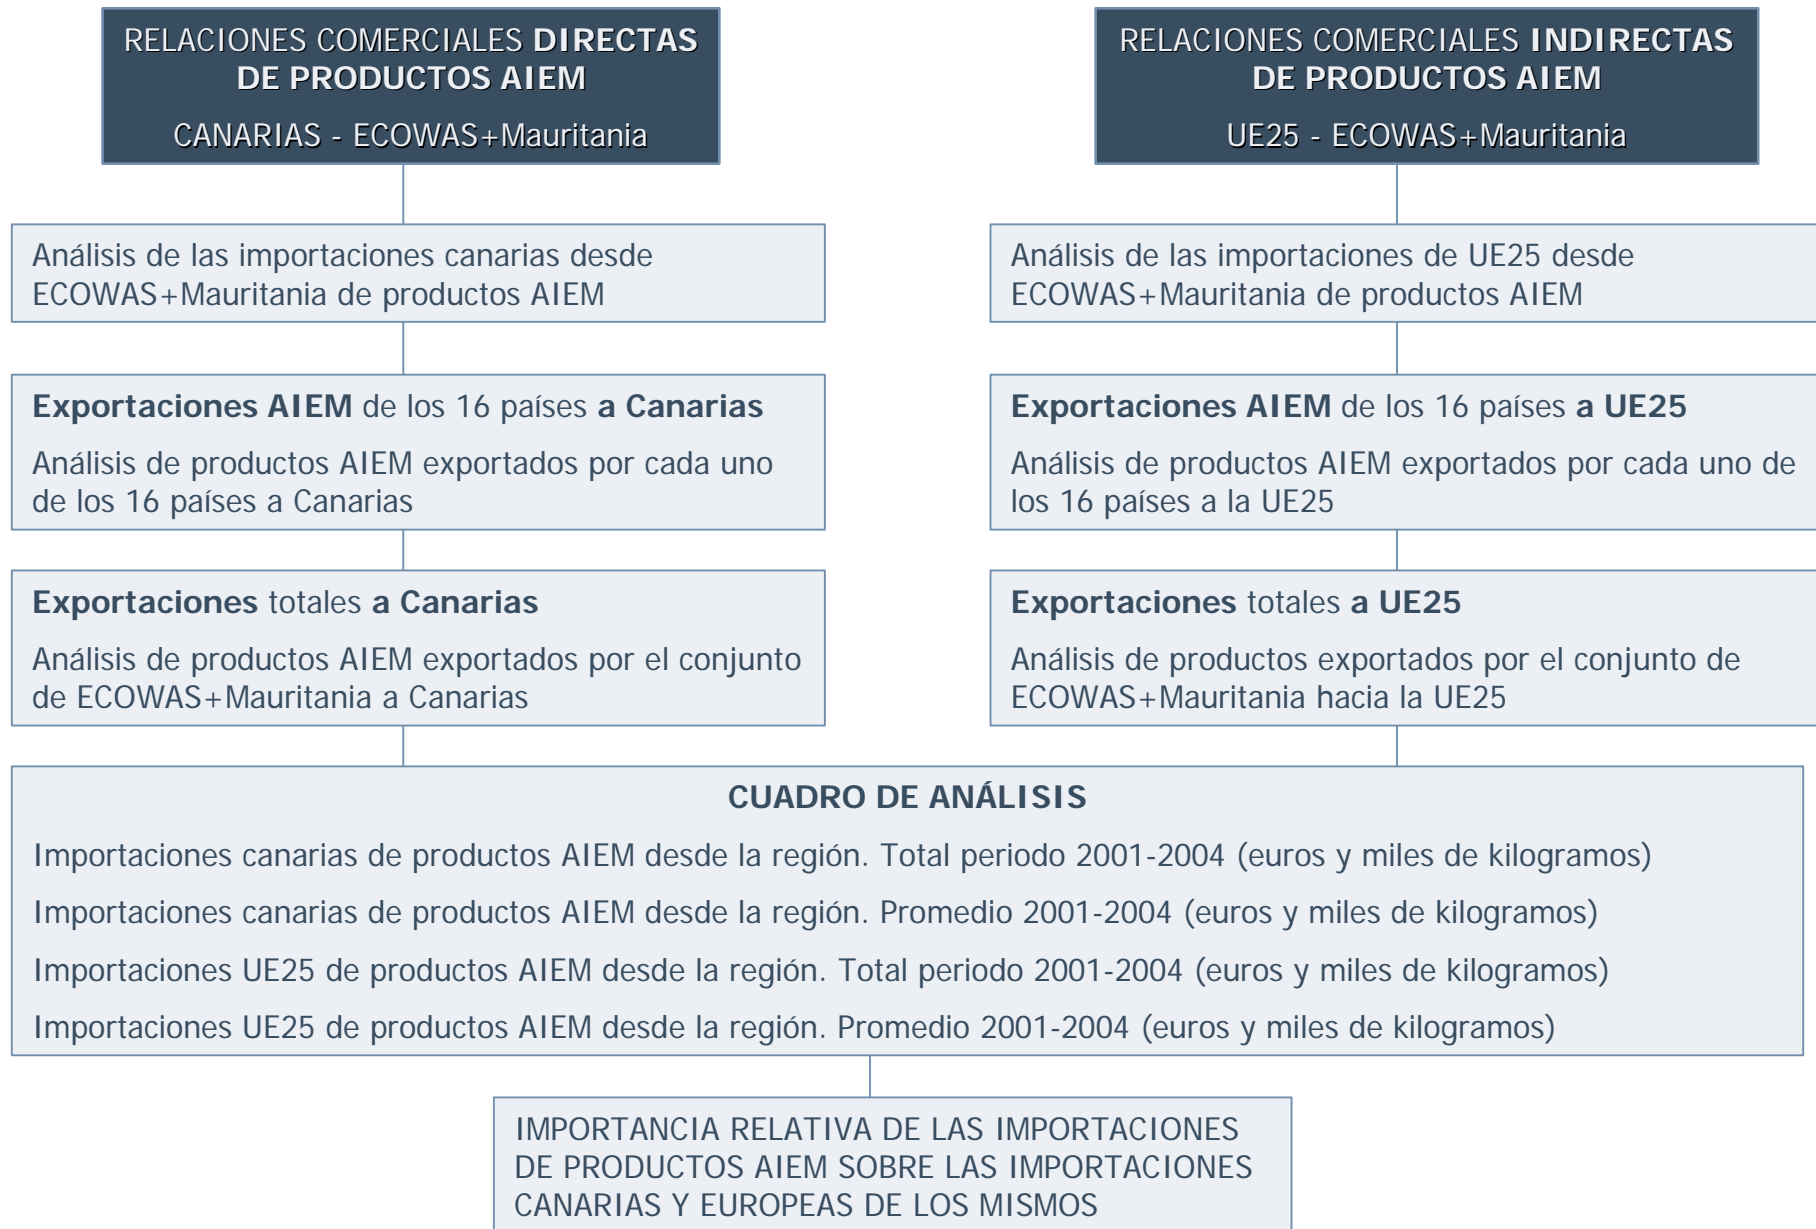 RELACIONES COMERCIALES DIRECTAS
DE PRODUCTOS AIEM
CANARIAS - ECOWAS+Mauritania
Análisis de las importaciones canarias desde
ECOWAS+Mauritania de productos AIEM
Exportaciones AIEM de los 16 países a Canarias
Análisis de productos AIEM exportados por cada uno
de los 16 países a Canarias
Exportaciones totales a Canarias
Análisis de productos AIEM exportados por el conjunto
de ECOWAS+Mauritania a Canarias
RELACIONES COMERCIALES INDIRECTAS
DE PRODUCTOS AIEM
UE25 - ECOWAS+Mauritania
Análisis de las importaciones de UE25 desde
ECOWAS+Mauritania de productos AIEM
Exportaciones AIEM de los 16 países a UE25
Análisis de productos AIEM exportados por cada uno de
los 16 países a la UE25
Exportaciones totales a UE25
Análisis de productos exportados por el conjunto de
ECOWAS+Mauritania hacia la UE25
CUADRO DE ANÁLISIS
Importaciones canarias de productos AIEM desde la región. Total periodo 2001-2004 (euros y miles de kilogramos)
Importaciones canarias de productos AIEM desde la región. Promedio 2001-2004 (euros y miles de kilogramos)
Importaciones UE25 de productos AIEM desde la región. Total periodo 2001-2004 (euros y miles de kilogramos)
Importaciones UE25 de productos AIEM desde la región. Promedio 2001-2004 (euros y miles de kilogramos)
IMPORTANCIA RELATIVA DE LAS IMPORTACIONES
DE PRODUCTOS AIEM SOBRE LAS IMPORTACIONES
CANARIAS Y EUROPEAS DE LOS MISMOS